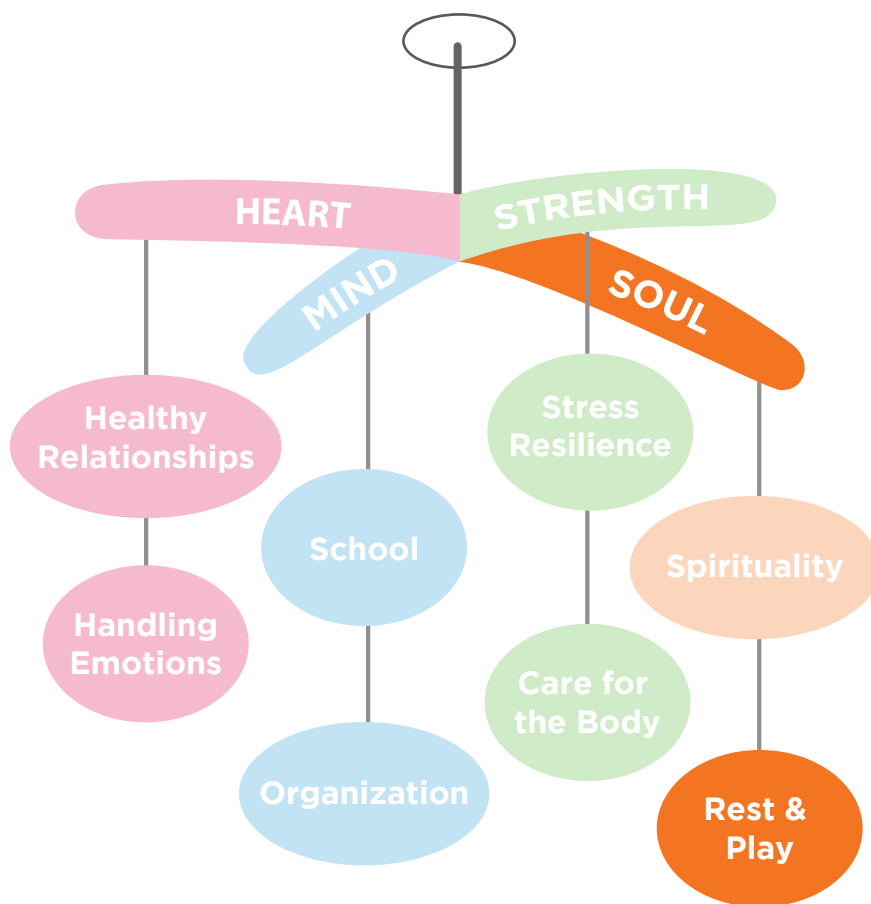 HEART
STRENGTH
MIND
SOUL
Healthy
Relationships
Handling
Emotions
School
Organization
Stress
Resilience
Care for
the Body
Spirituality
Rest &
Play